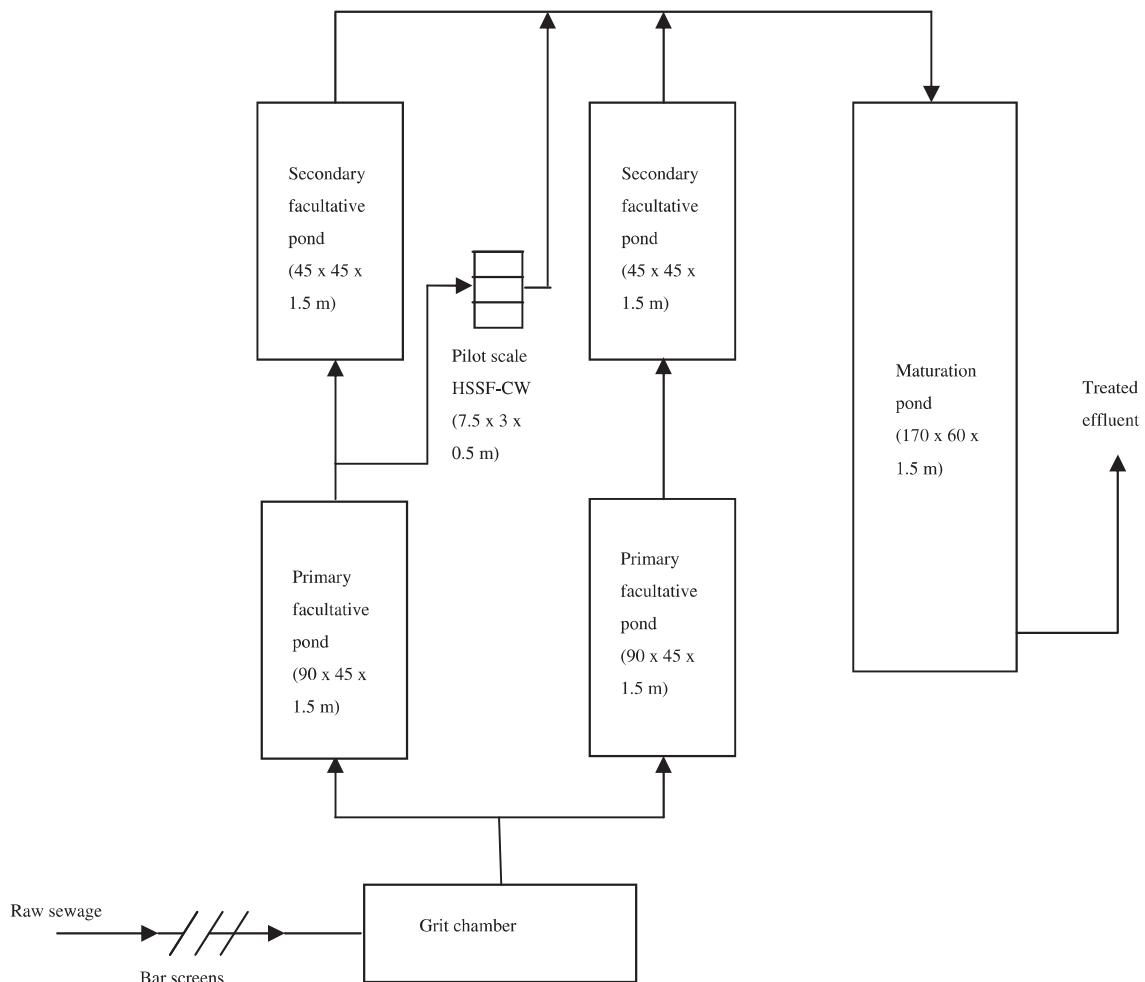 Secondary
facultative
pond
(45 x 45 x
1.5 m)
Secondary
facultative
pond
(45 x 45 x
1.5 m)
Pilot scale
HSSF-CW
(7.5 x 3 x
0.5 m)
Maturation
pond
(170 x 60 x
1.5 m)
Treated
effluent
Primary
facultative
pond
(90 x 45 x
1.5 m)
Primary
facultative
pond
(90 x 45 x
1.5 m)
Raw sewage
Bar screens
Grit chamber